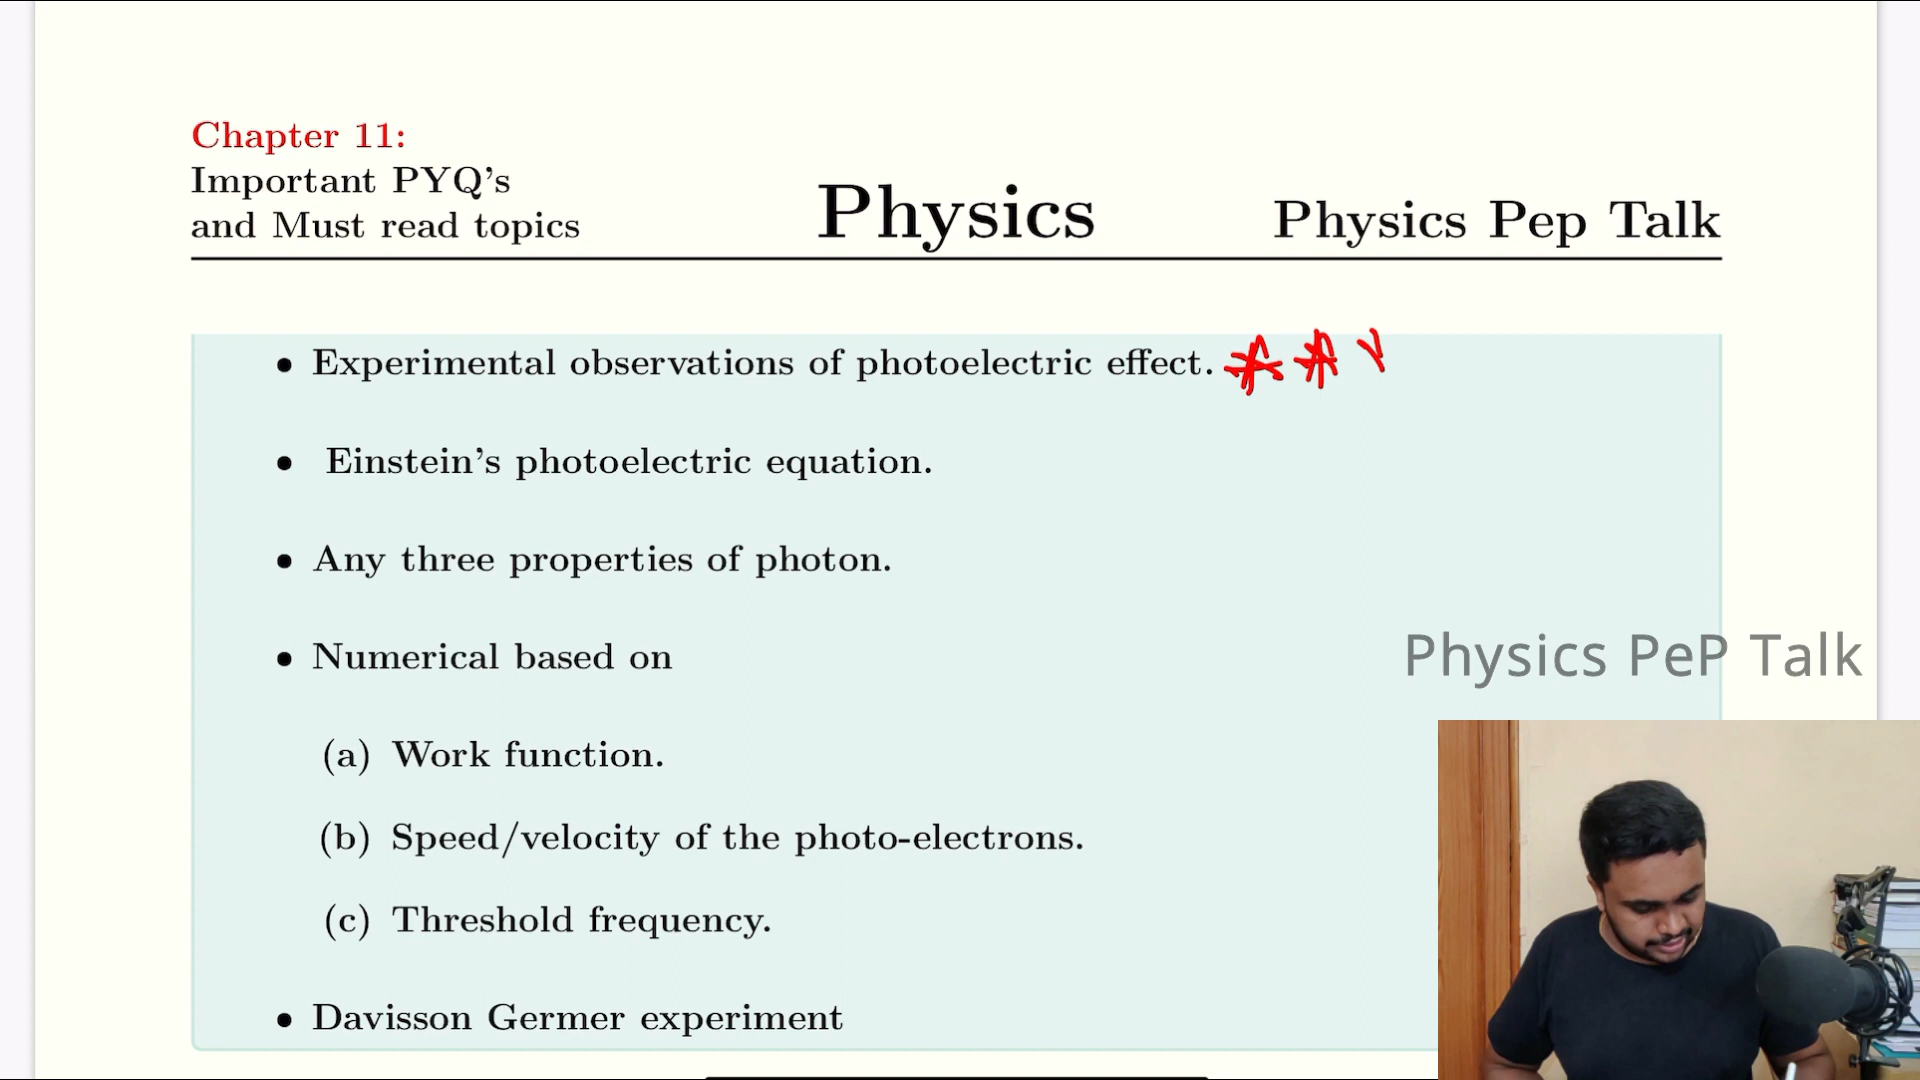 Chapter 11:
Important PYQ's
and Must read topics
Physics
Physics Pep Talk
• Experimental observations of photoelectric effect.
• Einstein's photoelectric equation.
• Any three properties of photon.
• Numerical based on
(a) Work function.
(b) Speed/velocity of the photo-electrons.
(c) Threshold frequency.
• Davisson Germer experiment
Physics PeP Talk